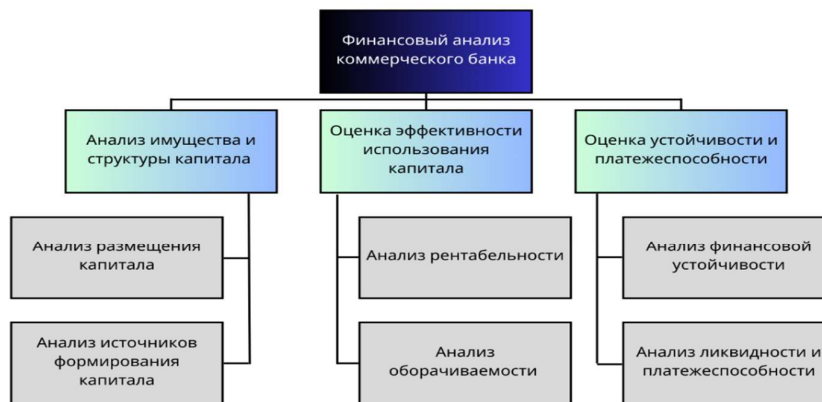 Финансовый анализ
коммерческого банка
Анализ имущества и
структуры капитала
Оценка эффективности
использования
капитала
Оценка устойчивости и
платежеспособности
Анализ размещения
капитала
Анализ рентабельности
Анализ финансовой
устойчивости
Анализ источников
формирования
капитала
Анализ
оборачиваемости
Анализ ликвидности и
платежеспособности